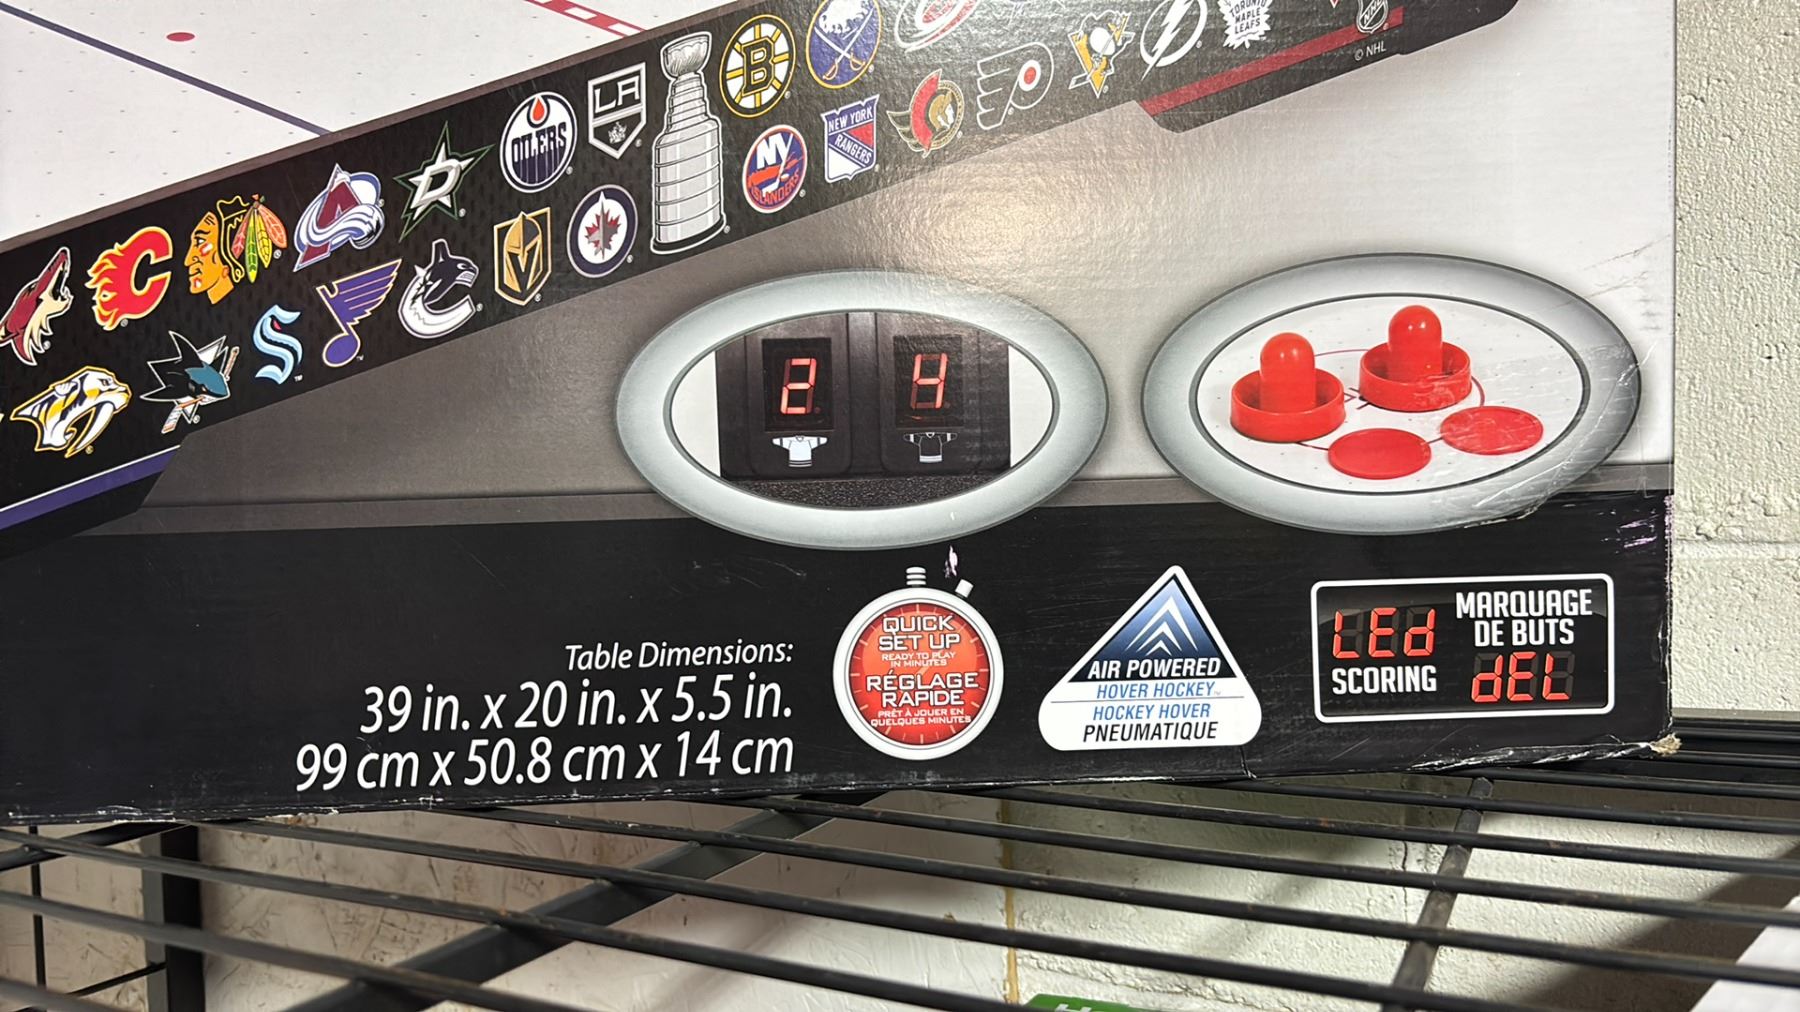 TORONTO
MAPLE
LEAFS
NHL
© NHL
B
LA
OILERS
NEW YORK
RANGERS
NY
ISLANDERS
D
C
2 4
Table Dimensions:
39 in. x 20 in. x 5.5 in.
99 cm x 50.8 cm x 14 cm
QUICK
SET UP
READY TO PLAY
IN MINUTES
RÉGLAGE
RAPIDE
PRÊT À JOUER EN
QUELQUES MINUTES
AIR POWERED
HOVER HOCKEY™
HOCKEY HOVER
PNEUMATIQUE
LEd
SCORING
MARQUAGE
DE BUTS
dEL